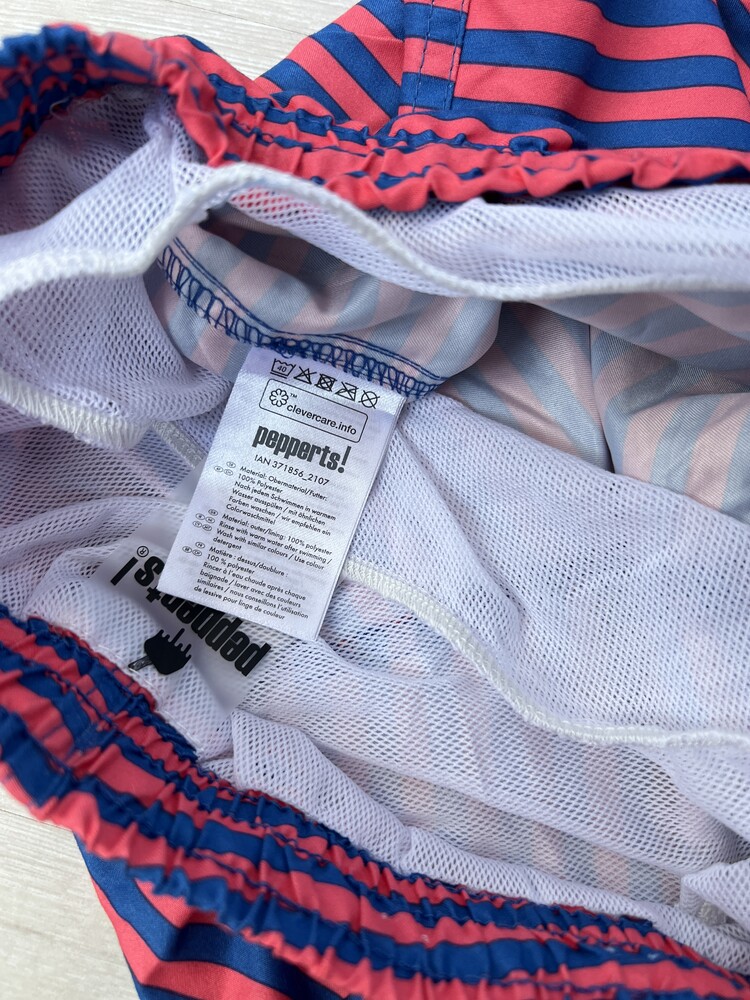 40
™
clevercare.info
pepperts!
IAN 371856_2107
Material: Obermaterial/Futter:
100% Polyester
Nach jedem Schwimmen in warmem
Wasser ausspülen / mit ähnlichen
Farben waschen / wir empfehlen ein
Colorwaschmittel
Material: outer/lining: 100% polyester
Rinse with warm water after swimming /
Wash with similar colours / Use colour
detergent
Matière : dessus/doublure :
100 % polyester
Rincer à l'eau chaude après chaque
baignade / laver avec des couleurs
similaires / nous conseillons l'utilisation
de lessive pour linge de couleur
pepperts!®